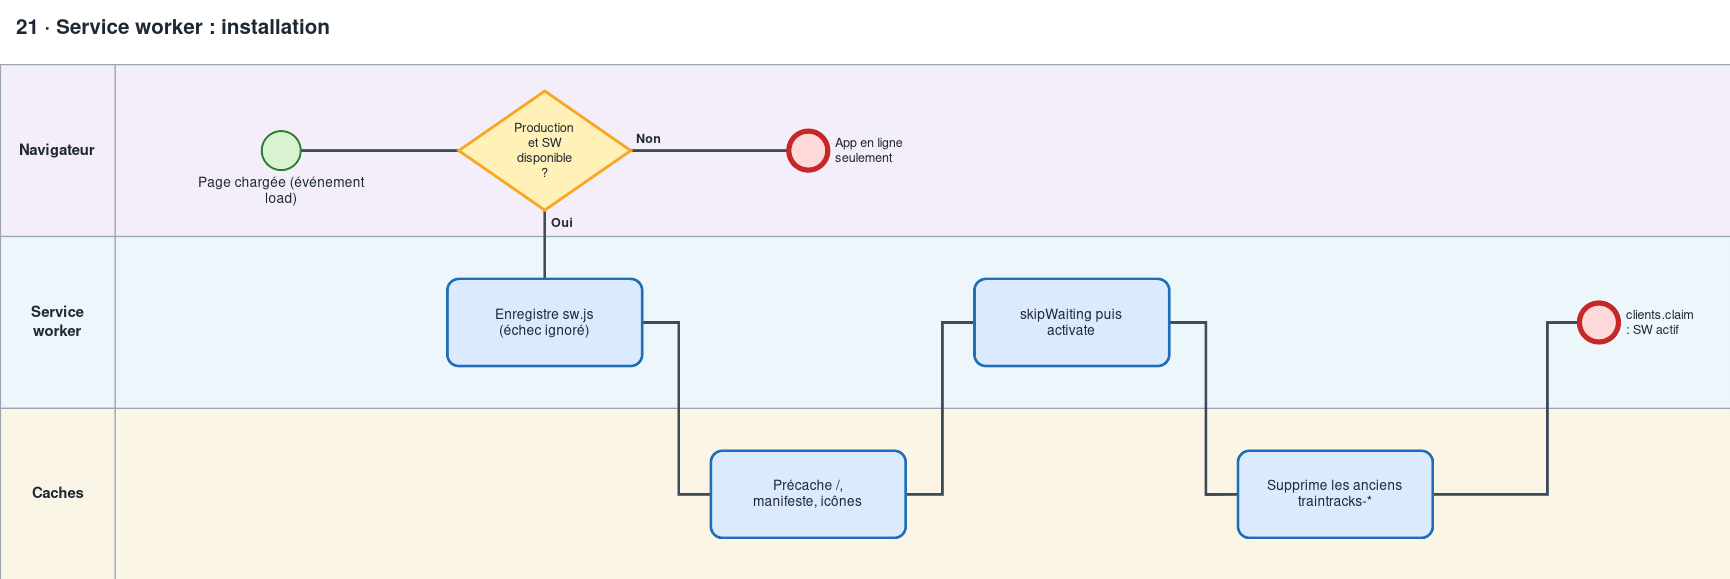 21 · Service worker : installation
Navigateur
Page chargée (événement
load)
Production
et SW
disponible
?
Non
App en ligne
seulement
Oui
Service
worker
Enregistre sw.js
(échec ignoré)
skipWaiting puis
activate
clients.claim
: SW actif
Caches
Précache /,
manifeste, icônes
Supprime les anciens
traintracks-*